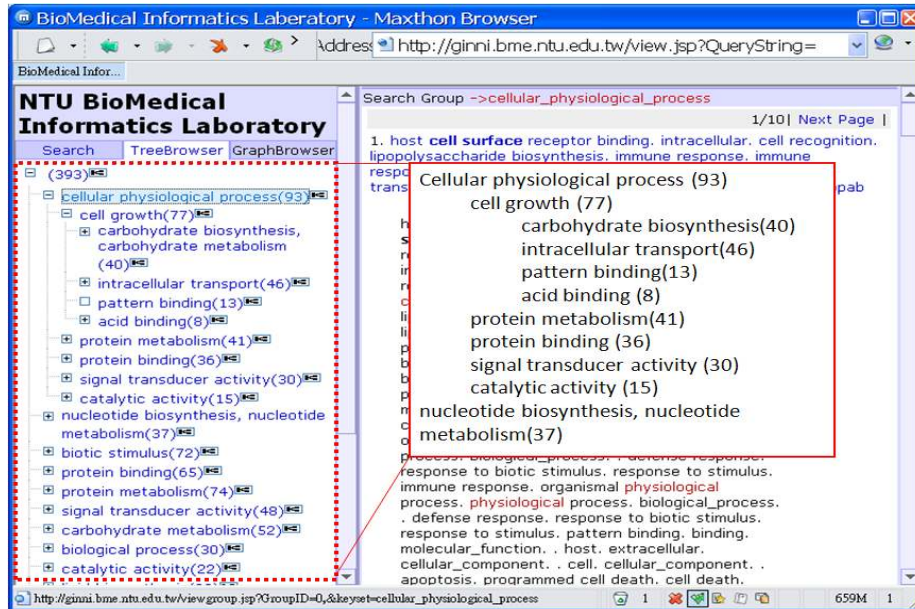 BioMedical Informatics Laberatory - Maxthon Browser
Address http://ginni.bme.ntu.edu.tw/view.jsp?QueryString=
BioMedical Infor...
NTU BioMedical
Informatics Laboratory
Search TreeBrowser GraphBrowser
(393)
cellular physiological process(93)
cell growth(77)
carbohydrate biosynthesis,
carbohydrate metabolism
(40)
intracellular transport(46)
pattern binding(13)
acid binding(8)
protein metabolism(41)
protein binding(36)
signal transducer activity(30)
catalytic activity(15)
nucleotide biosynthesis, nucleotide
metabolism(37)
biotic stimulus(72)
protein binding(65)
protein metabolism(74)
signal transducer activity(48)
carbohydrate metabolism(52)
biological process(30)
catalytic activity(22)
Search Group ->cellular_physiological_process
1/10| Next Page |
1. host cell surface receptor binding. intracellular. cell recognition.
lipopolysaccharide biosynthesis. immune response. immune
Cellular physiological process (93)
cell growth (77)
carbohydrate biosynthesis(40)
intracellular transport(46)
pattern binding(13)
acid binding (8)
protein metabolism(41)
protein binding (36)
signal transducer activity (30)
catalytic activity (15)
nucleotide biosynthesis, nucleotide
metabolism(37)
process. biological_process. . defense response.
response to biotic stimulus. response to stimulus.
immune response. organismal physiological
process. physiological process. biological_process.
. defense response. response to biotic stimulus.
response to stimulus. pattern binding. binding.
molecular_function. . host. extracellular.
cellular_component. . cell. cellular_component. .
apoptosis. programmed cell death. cell death.
http://ginni.bme.ntu.edu.tw/viewgroup.jsp?GroupID=0,&keyset=cellular_physiological_process
1 659M 1